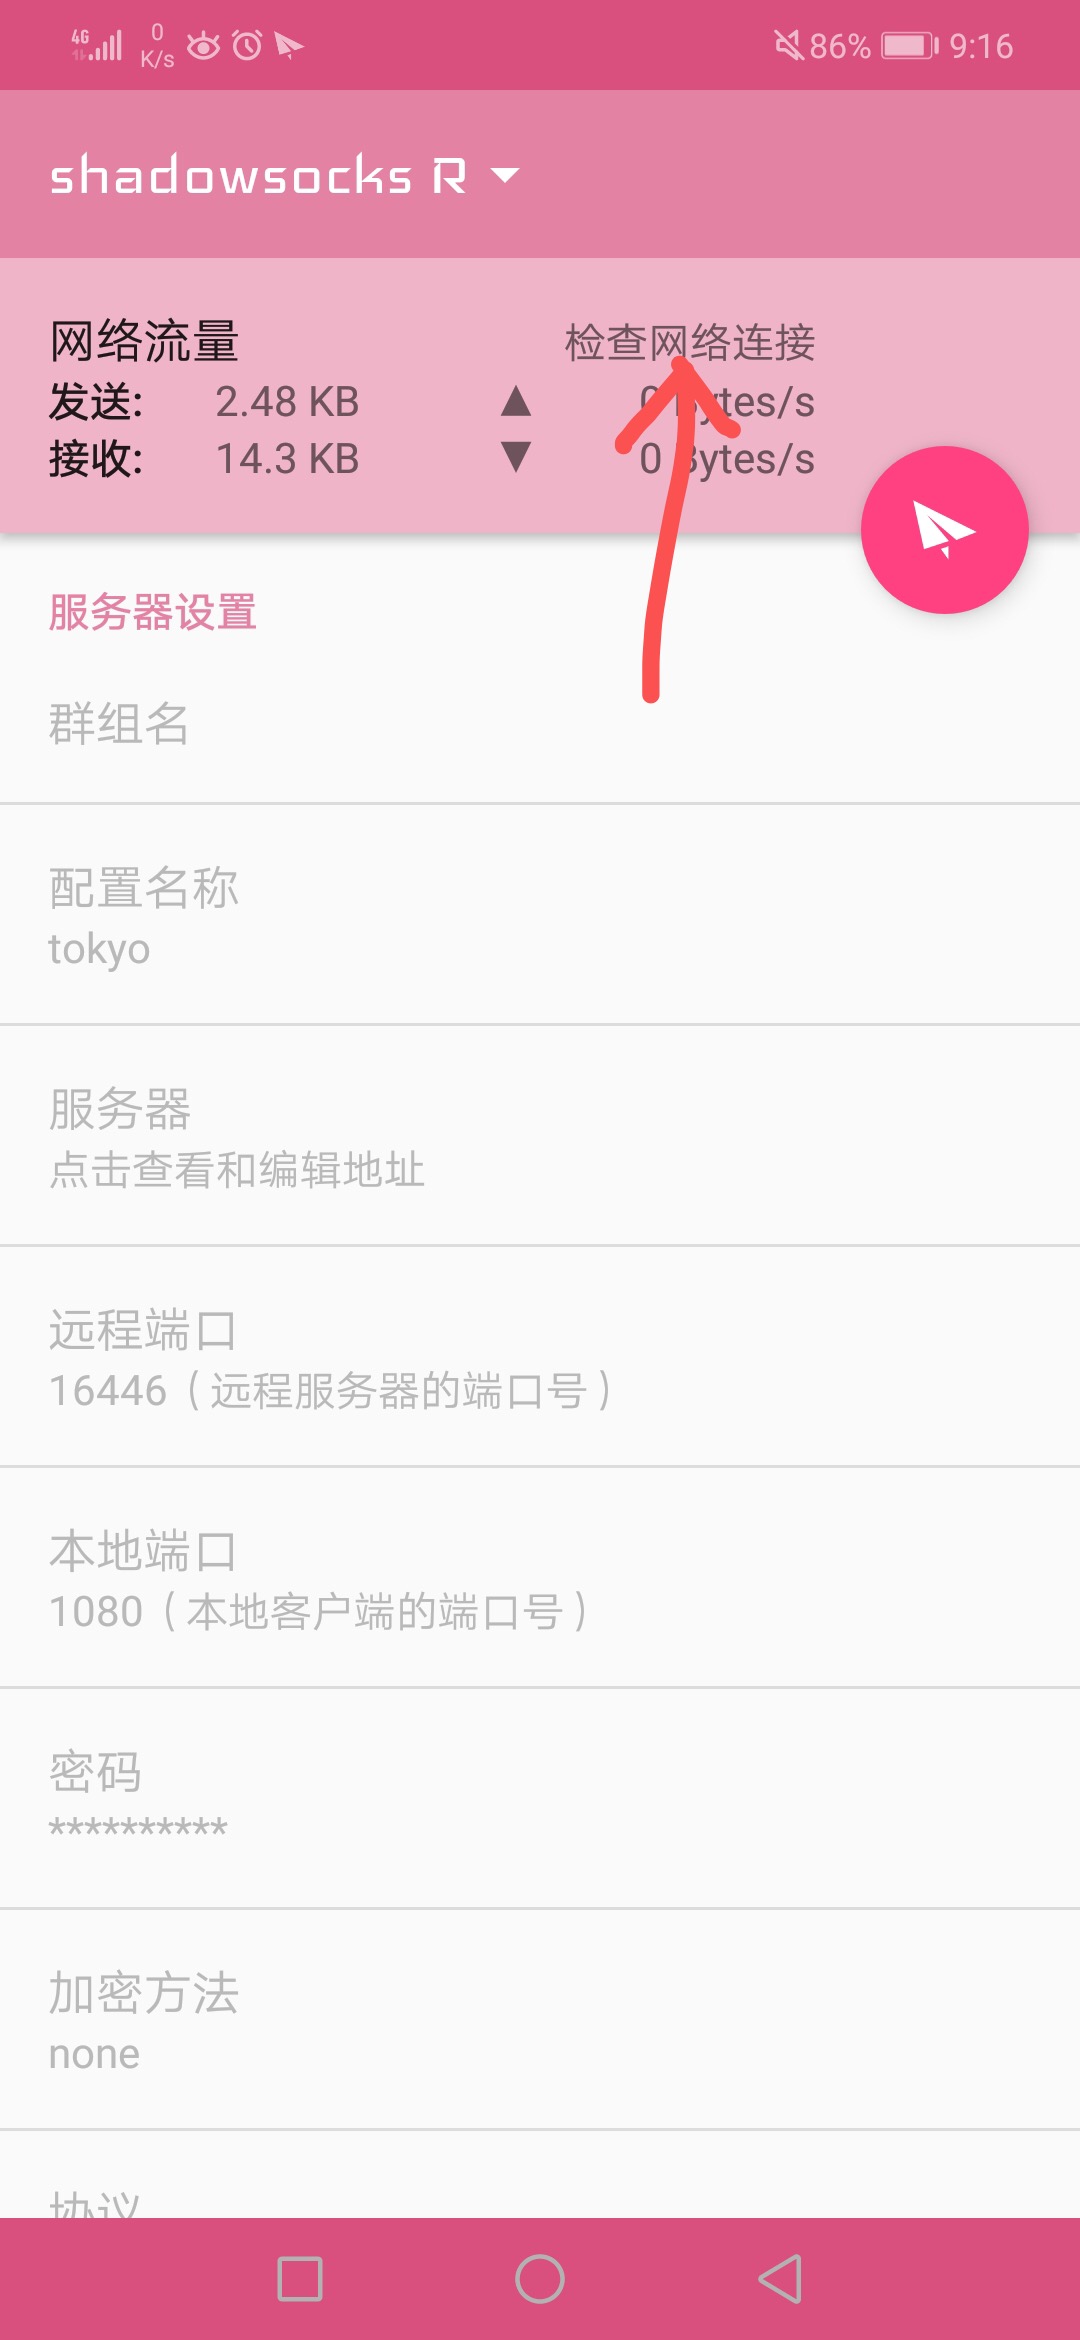 4G 0 K/s 86% 9:16
shadowsocks R
网络流量 检查网络连接
发送: 2.48 KB ▲ 0 Bytes/s
接收: 14.3 KB ▼ 0 Bytes/s
服务器设置
群组名
配置名称
tokyo
服务器
点击查看和编辑地址
远程端口
16446（远程服务器的端口号）
本地端口
1080（本地客户端的端口号）
密码
**********
加密方法
none
协议